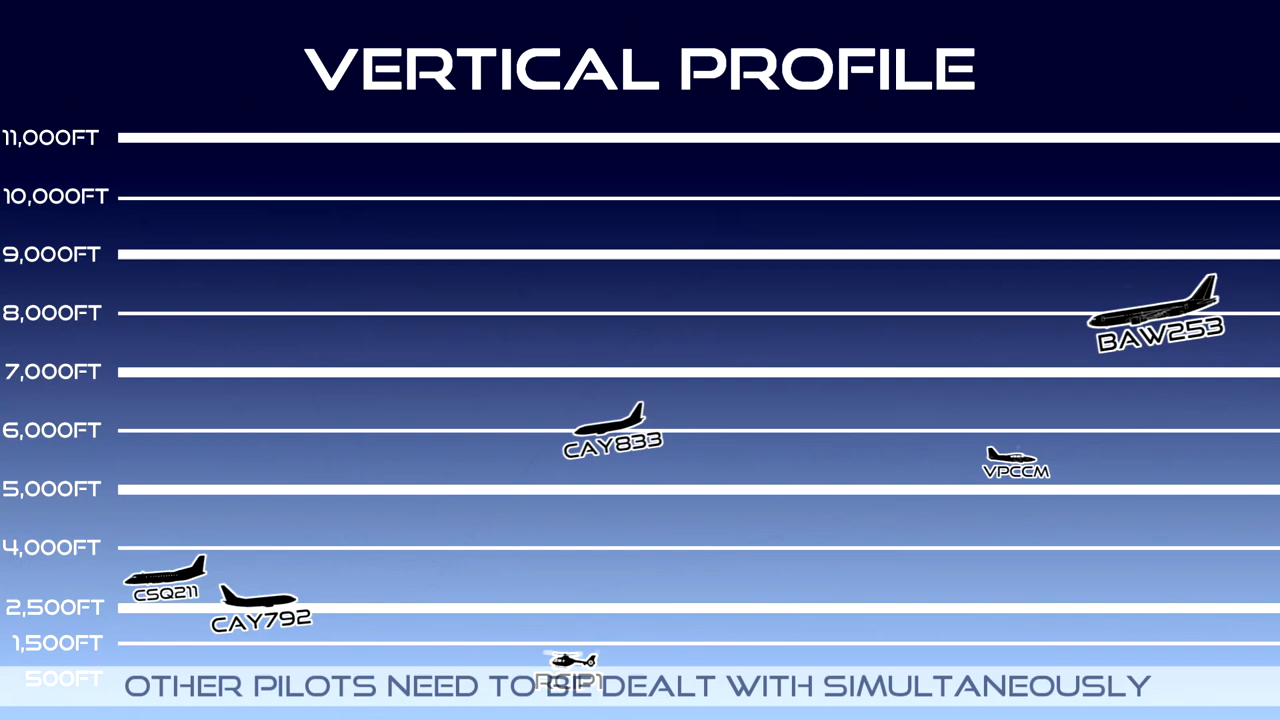 VERTICAL PROFILE
11,000FT
10,000FT
9,000FT
8,000FT
BAW253
7,000FT
6,000FT
CAY833
VPCCM
5,000FT
4,000FT
CSQ211
2,500FT
CAY792
1,500FT
500FT
RCIP1
OTHER PILOTS NEED TO BE DEALT WITH SIMULTANEOUSLY